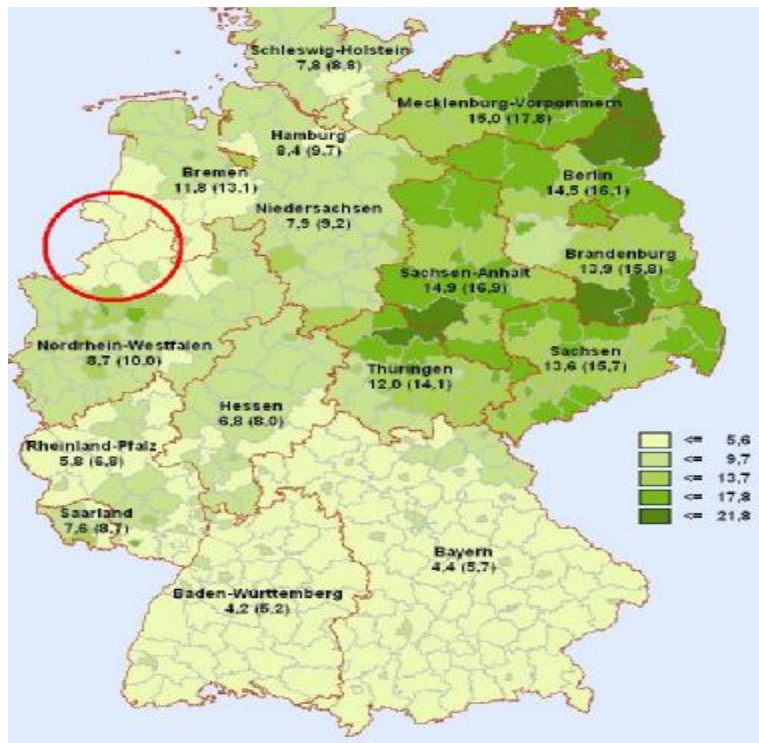 Schleswig-Holstein
7,8 (8,8)
Mecklenburg-Vorpommern
15,0 (17,8)
Hamburg
8,4 (9,7)
Bremen
11,8 (13,1)
Berlin
14,5 (16,1)
Niedersachsen
7,9 (9,2)
Brandenburg
13,9 (15,8)
Sachsen-Anhalt
14,9 (16,9)
Nordrhein-Westfalen
8,7 (10,0)
Sachsen
13,6 (15,7)
Thüringen
12,0 (14,1)
Hessen
6,8 (8,0)
Rheinland-Pfalz
5,8 (6,8)
Saarland
7,6 (8,7)
Bayern
4,4 (5,7)
Baden-Württemberg
4,2 (5,2)
<= 5,6
<= 9,7
<= 13,7
<= 17,8
<= 21,8